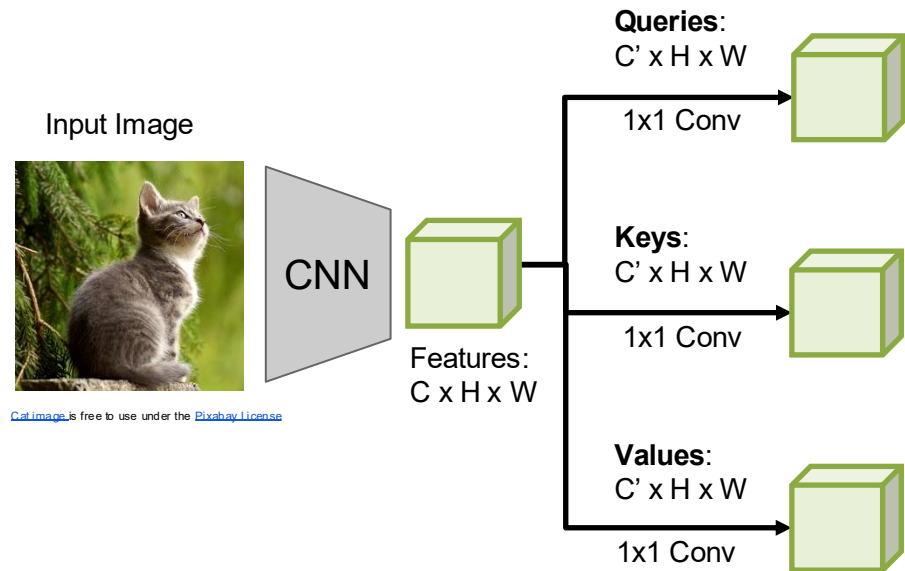 Input Image
Cat image is free to use under the Pixabay License
CNN
Features:
C x H x W
Queries:
C' x H x W
1x1 Conv
Keys:
C' x H x W
1x1 Conv
Values:
C' x H x W
1x1 Conv